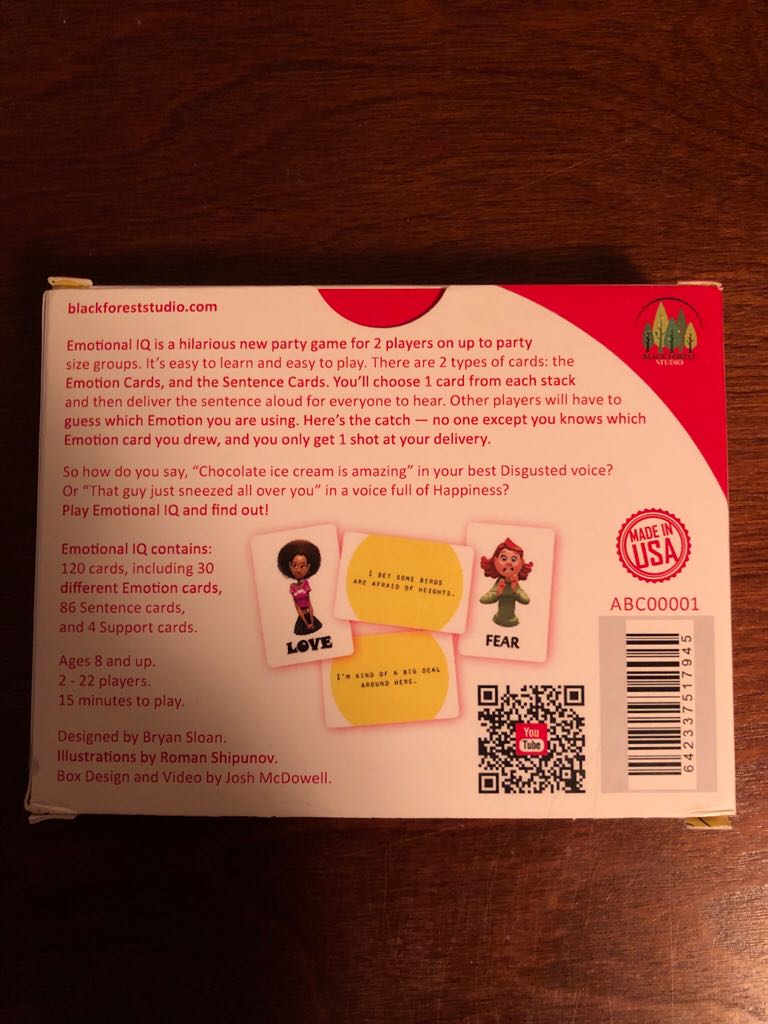 blackforeststudio.com
Emotional IQ is a hilarious new party game for 2 players on up to party
size groups. It's easy to learn and easy to play. There are 2 types of cards: the
Emotion Cards, and the Sentence Cards. You'll choose 1 card from each stack
and then deliver the sentence aloud for everyone to hear. Other players will have to
guess which Emotion you are using. Here's the catch — no one except you knows which
Emotion card you drew, and you only get 1 shot at your delivery.
So how do you say, "Chocolate ice cream is amazing" in your best Disgusted voice?
Or "That guy just sneezed all over you" in a voice full of Happiness?
Play Emotional IQ and find out!
Emotional IQ contains:
120 cards, including 30
different Emotion cards,
86 Sentence cards,
and 4 Support cards.
Ages 8 and up.
2 - 22 players.
15 minutes to play.
Designed by Bryan Sloan.
Illustrations by Roman Shipunov.
Box Design and Video by Josh McDowell.
LOVE
I BET SOME BIRDS
ARE AFRAID OF HEIGHTS.
I'M KIND OF A BIG DEAL
AROUND HERE.
FEAR
BLACK FOREST
STUDIO
MADE IN
USA
ABC00001
642337517945
You
Tube